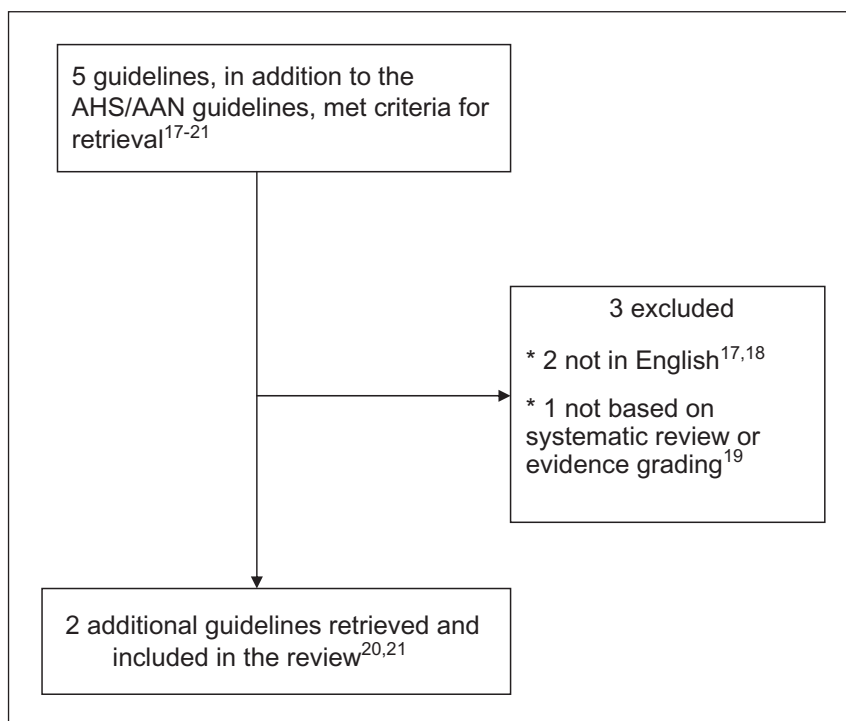 5 guidelines, in addition to the
AHS/AAN guidelines, met criteria for
retrieval17-21
3 excluded
* 2 not in English17,18
* 1 not based on
systematic review or
evidence grading19
2 additional guidelines retrieved and
included in the review20,21